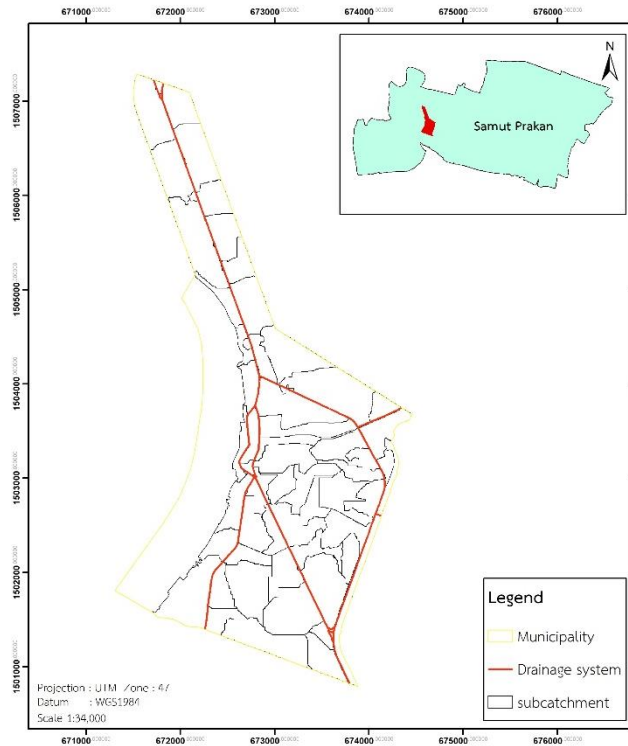 671000 672000 673000 674000 675000 676000
N
Samut Prakan
1507000
1506000
1505000
1504000
1503000
1502000
1501000
Legend
Municipality
Drainage system
subcatchment
Projection : UTM Zone : 47
Datum : WGS1984
Scale 1:34,000
671000 672000 673000 674000 675000 676000